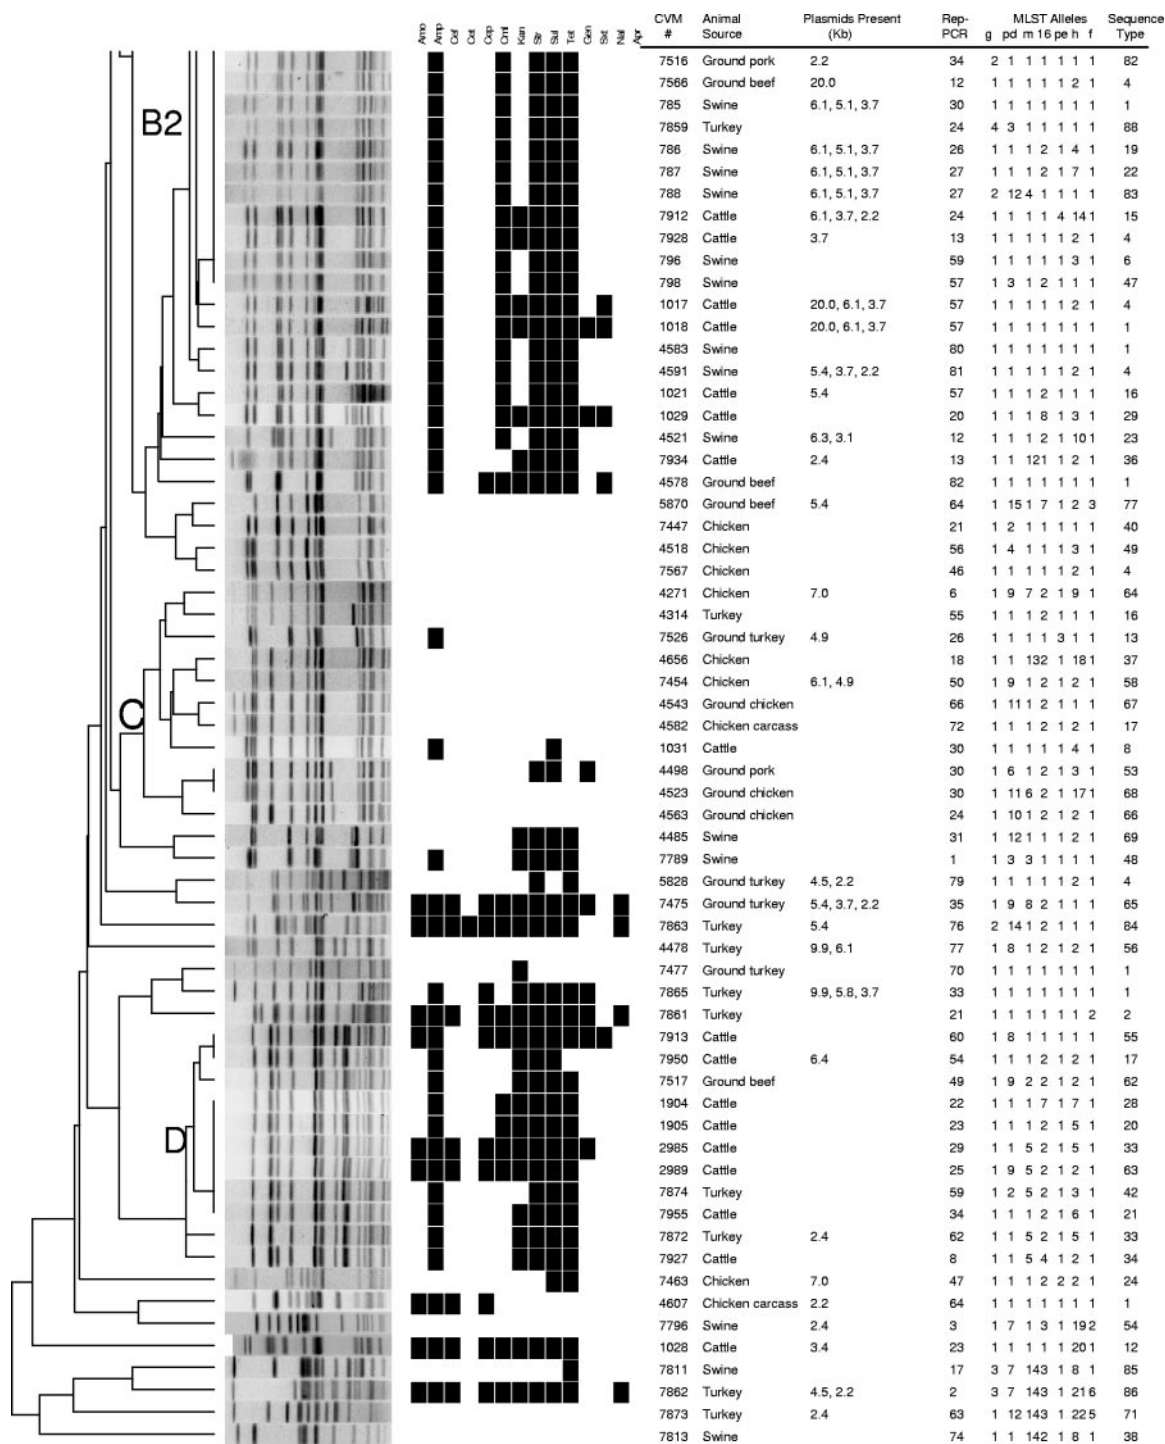 Amo Amp Cef Cet Cep Cml Kan Str Sul Tet Gen Sxt Nal Apr
CVM Animal Plasmids Present Rep- MLST Alleles Sequence
# Source (Kb) PCR g pd m 16 pe h f Type
7516 Ground pork 2.2 34 2 1 1 1 1 1 1 82
7566 Ground beef 20.0 12 1 1 1 1 1 2 1 4
785 Swine 6.1, 5.1, 3.7 30 1 1 1 1 1 1 1 1
B2
7859 Turkey 24 4 3 1 1 1 1 1 88
786 Swine 6.1, 5.1, 3.7 26 1 1 1 2 1 4 1 19
787 Swine 6.1, 5.1, 3.7 27 1 1 1 2 1 7 1 22
788 Swine 6.1, 5.1, 3.7 27 2 12 4 1 1 1 1 83
7912 Cattle 6.1, 3.7, 2.2 24 1 1 1 1 4 14 1 15
7928 Cattle 3.7 13 1 1 1 1 1 2 1 4
796 Swine 59 1 1 1 1 1 3 1 6
798 Swine 57 1 3 1 2 1 1 1 47
1017 Cattle 20.0, 6.1, 3.7 57 1 1 1 1 1 2 1 4
1018 Cattle 20.0, 6.1, 3.7 57 1 1 1 1 1 1 1 1
4583 Swine 80 1 1 1 1 1 1 1 1
4591 Swine 5.4, 3.7, 2.2 81 1 1 1 1 1 2 1 4
1021 Cattle 5.4 57 1 1 1 2 1 1 1 16
1029 Cattle 20 1 1 1 8 1 3 1 29
4521 Swine 6.3, 3.1 12 1 1 1 2 1 10 1 23
7934 Cattle 2.4 13 1 1 121 1 2 1 36
4578 Ground beef 82 1 1 1 1 1 1 1 1
5870 Ground beef 5.4 64 1 15 1 7 1 2 3 77
7447 Chicken 21 1 2 1 1 1 1 1 40
4518 Chicken 56 1 4 1 1 1 3 1 49
7567 Chicken 46 1 1 1 1 1 2 1 4
4271 Chicken 7.0 6 1 9 7 2 1 9 1 64
4314 Turkey 55 1 1 1 2 1 1 1 16
7526 Ground turkey 4.9 26 1 1 1 1 3 1 1 13
4656 Chicken 18 1 1 132 1 18 1 37
7454 Chicken 6.1, 4.9 50 1 9 1 2 1 2 1 58
4543 Ground chicken 66 1 11 1 2 1 1 1 67
C
4582 Chicken carcass 72 1 1 1 2 1 2 1 17
1031 Cattle 30 1 1 1 1 1 4 1 8
4498 Ground pork 30 1 6 1 2 1 3 1 53
4523 Ground chicken 30 1 11 6 2 1 17 1 68
4563 Ground chicken 24 1 10 1 2 1 2 1 66
4485 Swine 31 1 12 1 1 1 2 1 69
7789 Swine 1 1 3 3 1 1 1 1 48
5828 Ground turkey 4.5, 2.2 79 1 1 1 1 1 2 1 4
7475 Ground turkey 5.4, 3.7, 2.2 35 1 9 8 2 1 1 1 65
7863 Turkey 5.4 76 2 14 1 2 1 1 1 84
4478 Turkey 9.9, 6.1 77 1 8 1 2 1 2 1 56
7477 Ground turkey 70 1 1 1 1 1 1 1 1
7865 Turkey 9.9, 5.8, 3.7 33 1 1 1 1 1 1 1 1
7861 Turkey 21 1 1 1 1 1 1 2 2
7913 Cattle 60 1 8 1 1 1 1 1 55
7950 Cattle 6.4 54 1 1 1 2 1 2 1 17
7517 Ground beef 49 1 9 2 2 1 2 1 62
1904 Cattle 22 1 1 1 7 1 7 1 28
1905 Cattle 23 1 1 1 2 1 5 1 20
D
2985 Cattle 29 1 1 5 2 1 5 1 33
2989 Cattle 25 1 9 5 2 1 2 1 63
7874 Turkey 59 1 2 5 2 1 3 1 42
7955 Cattle 34 1 1 1 2 1 6 1 21
7872 Turkey 2.4 62 1 1 5 2 1 5 1 33
7927 Cattle 8 1 1 5 4 1 2 1 34
7463 Chicken 7.0 47 1 1 1 2 2 2 1 24
4607 Chicken carcass 2.2 64 1 1 1 1 1 1 1 1
7796 Swine 2.4 3 1 7 1 3 1 19 2 54
1028 Cattle 3.4 23 1 1 1 1 1 20 1 12
7811 Swine 17 3 7 143 1 8 1 85
7862 Turkey 4.5, 2.2 2 3 7 143 1 21 6 86
7873 Turkey 2.4 63 1 12 143 1 22 5 71
7813 Swine 74 1 1 142 1 8 1 38